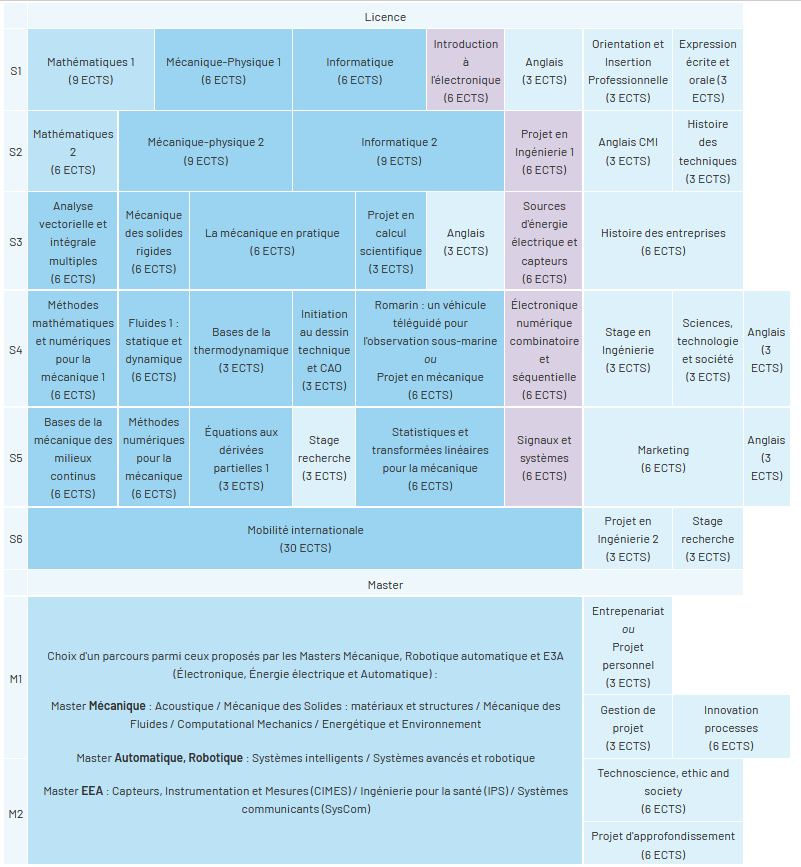 Licence
S1
Mathématiques 1
(9 ECTS)
Mécanique-Physique 1
(6 ECTS)
Informatique
(6 ECTS)
Introduction
à
l'électronique
(6 ECTS)
Anglais
(3 ECTS)
Orientation et
Insertion
Professionnelle
(3 ECTS)
Expression
écrite et
orale (3
ECTS)
S2
Mathématiques
2
(6 ECTS)
Mécanique-physique 2
(9 ECTS)
Informatique 2
(9 ECTS)
Projet en
Ingénierie 1
(6 ECTS)
Anglais CMI
(3 ECTS)
Histoire
des
techniques
(3 ECTS)
S3
Analyse
vectorielle et
intégrale
multiples
(6 ECTS)
Mécanique
des solides
rigides
(6 ECTS)
La mécanique en pratique
(6 ECTS)
Projet en
calcul
scientifique
(3 ECTS)
Anglais
(3 ECTS)
Sources
d'énergie
électrique et
capteurs
(6 ECTS)
Histoire des entreprises
(6 ECTS)
S4
Méthodes
mathématiques
et numériques
pour la
mécanique 1
(6 ECTS)
Fluides 1 :
statique et
dynamique
(6 ECTS)
Bases de la
thermodynamique
(3 ECTS)
Initiation
au dessin
technique
et CAO
(3 ECTS)
Romarin : un véhicule
téléguidé pour
l'observation sous-marine
ou
Projet en mécanique
(6 ECTS)
Électronique
numérique
combinatoire
et
séquentielle
(6 ECTS)
Stage en
Ingénierie
(3 ECTS)
Sciences,
technologie
et société
(3 ECTS)
Anglais
(3
ECTS)
S5
Bases de la
mécanique des
milieux
continus
(6 ECTS)
Méthodes
numériques
pour la
mécanique
(6 ECTS)
Équations aux
dérivées
partielles 1
(3 ECTS)
Stage
recherche
(3 ECTS)
Statistiques et
transformées linéaires
pour la mécanique
(6 ECTS)
Signaux et
systèmes
(6 ECTS)
Marketing
(6 ECTS)
Anglais
(3
ECTS)
S6
Mobilité internationale
(30 ECTS)
Projet en
Ingénierie 2
(3 ECTS)
Stage
recherche
(3 ECTS)
Master
M1
Choix d'un parcours parmi ceux proposés par les Masters Mécanique, Robotique automatique et E3A
(Électronique, Énergie électrique et Automatique) :
Master Mécanique : Acoustique / Mécanique des Solides : matériaux et structures / Mécanique des
Fluides / Computational Mechanics / Energétique et Environnement
Master Automatique, Robotique : Systèmes intelligents / Systèmes avancés et robotique
Master EEA : Capteurs, Instrumentation et Mesures (CIMES) / Ingénierie pour la santé (IPS) / Systèmes
communicants (SysCom)
Entrepenariat
ou
Projet
personnel
(3 ECTS)
Gestion de
projet
(3 ECTS)
Innovation
processes
(6 ECTS)
M2
Technoscience, ethic and
society
(6 ECTS)
Projet d'approfondissement
(6 ECTS)